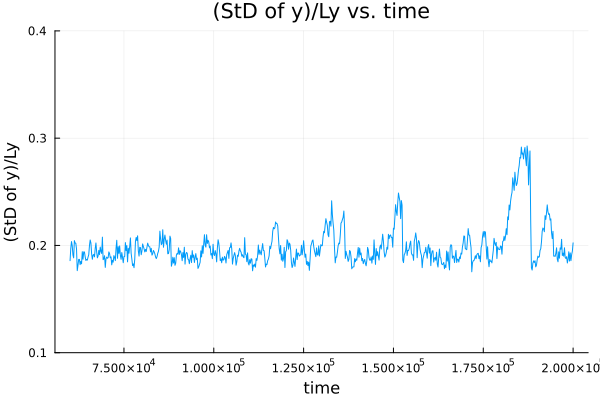 (StD of y)/Ly vs. time
0.4
0.3
0.2
0.1
(StD of y)/Ly
7.500×10⁴ 1.000×10⁵ 1.250×10⁵ 1.500×10⁵ 1.750×10⁵ 2.000×10⁵
time